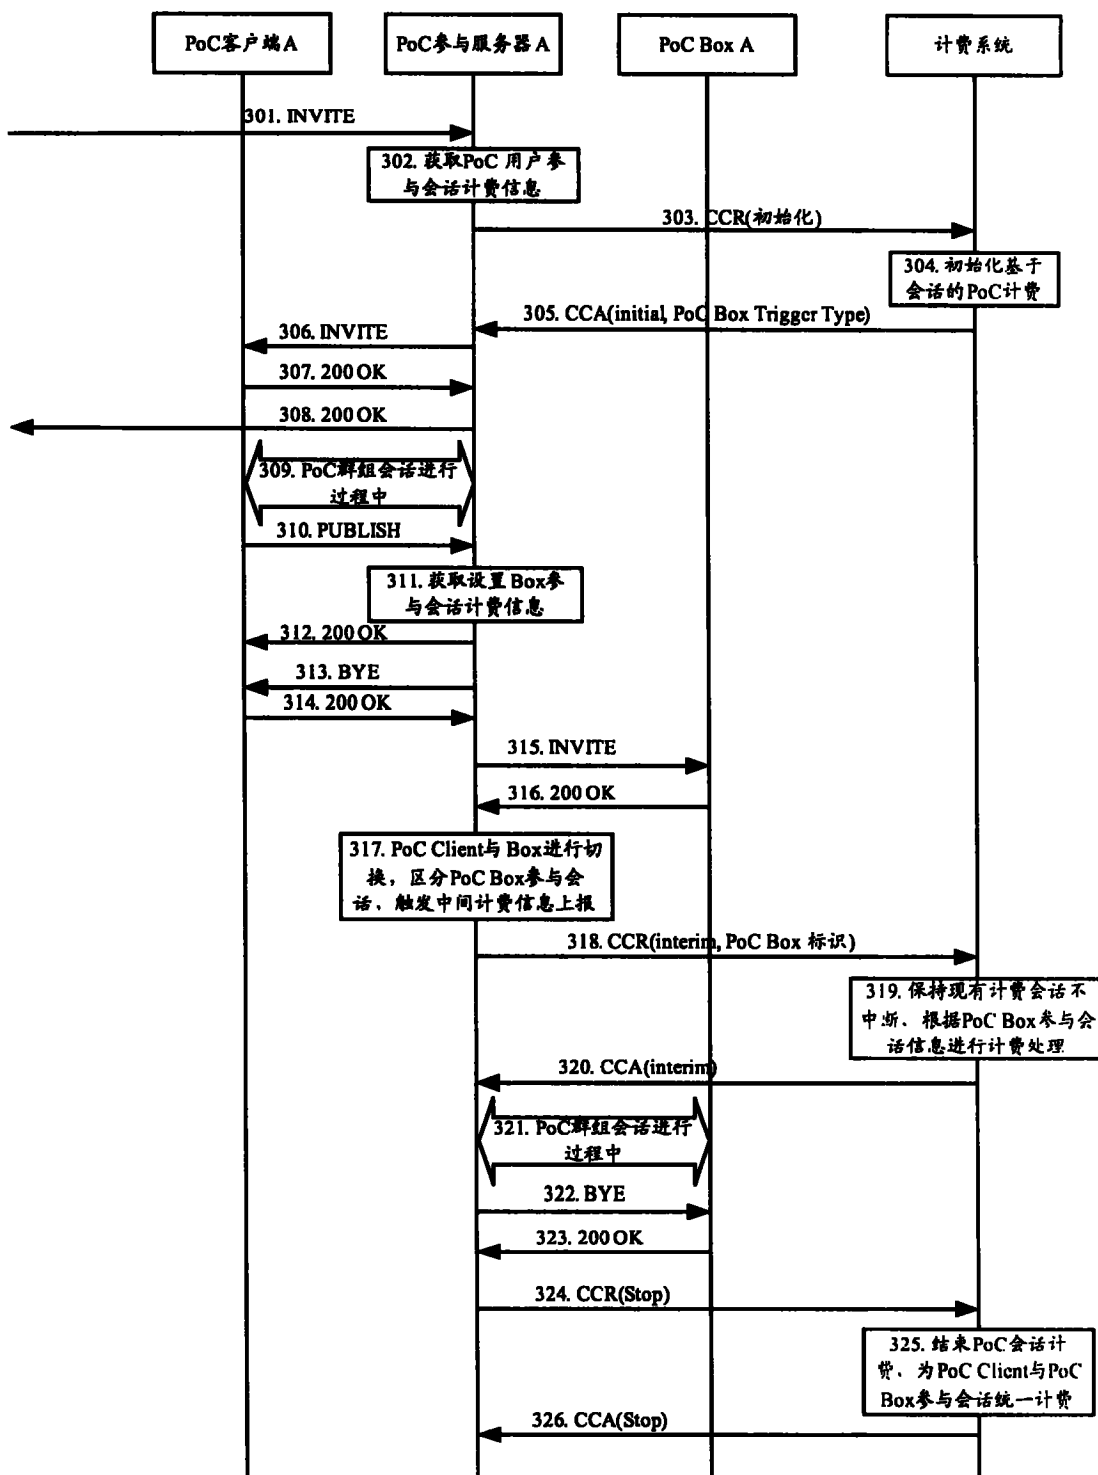 PoC客户端A
PoC参与服务器A
PoC Box A
计费系统
301. INVITE
302. 获取PoC 用户参
与会话计费信息
303. CCR(初始化)
304. 初始化基于
会话的PoC计费
305. CCA(initial, PoC Box Trigger Type)
306. INVITE
307. 200 OK
308. 200 OK
309. PoC群组会话进行
过程中
310. PUBLISH
311. 获取设置Box参
与会话计费信息
312. 200 OK
313. BYE
314. 200 OK
315. INVITE
316. 200 OK
317. PoC Client与 Box进行切
换，区分PoC Box参与会
话、触发中间计费信息上报
318. CCR(interim, PoC Box 标识)
319. 保持现有计费会话不
中断、根据PoC Box参与会
话信息进行计费处理
320. CCA(interim)
321. PoC群组会话进行
过程中
322. BYE
323. 200 OK
324. CCR(Stop)
325. 结束PoC会话计
费、为PoC Client与PoC
Box参与会话统一计费
326. CCA(Stop)